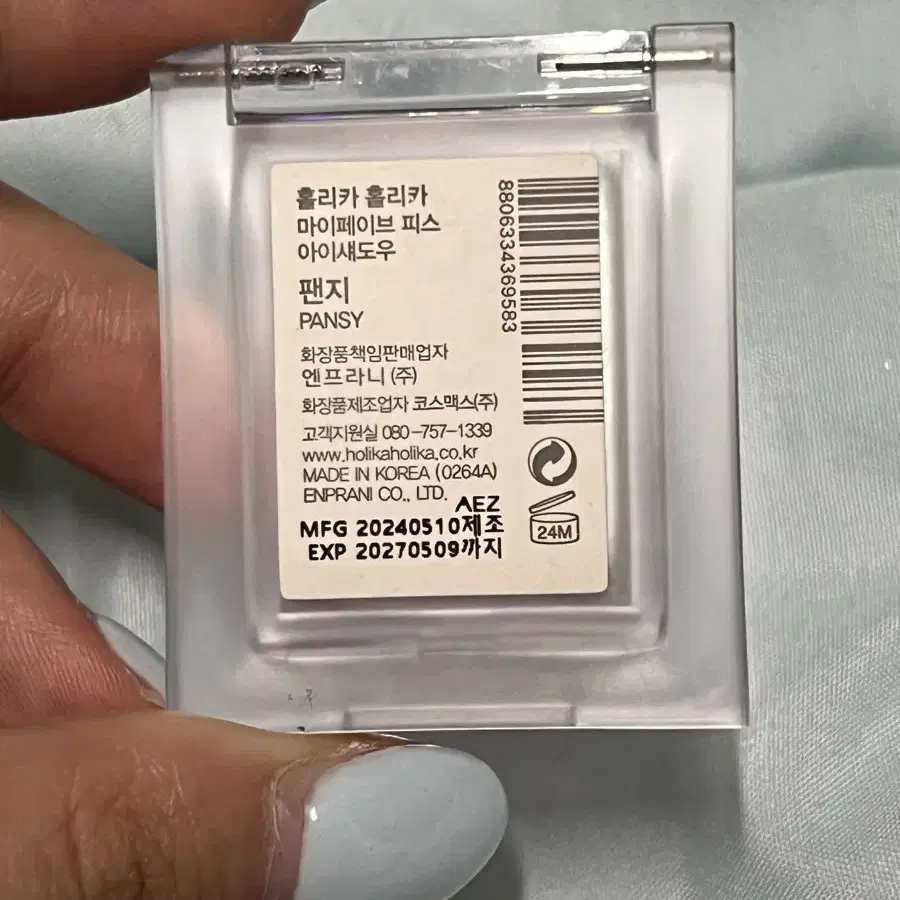 홀리카 홀리카
마이페이브 피스
아이섀도우
팬지
PANSY
화장품책임판매업자
엔프라니 (주)
화장품제조업자 코스맥스(주)
고객지원실 080-757-1339
www.holikaholika.co.kr
MADE IN KOREA (0264A)
ENPRANI CO., LTD.
AEZ
MFG 20240510제조
EXP 20270509까지
8806334369583
24M